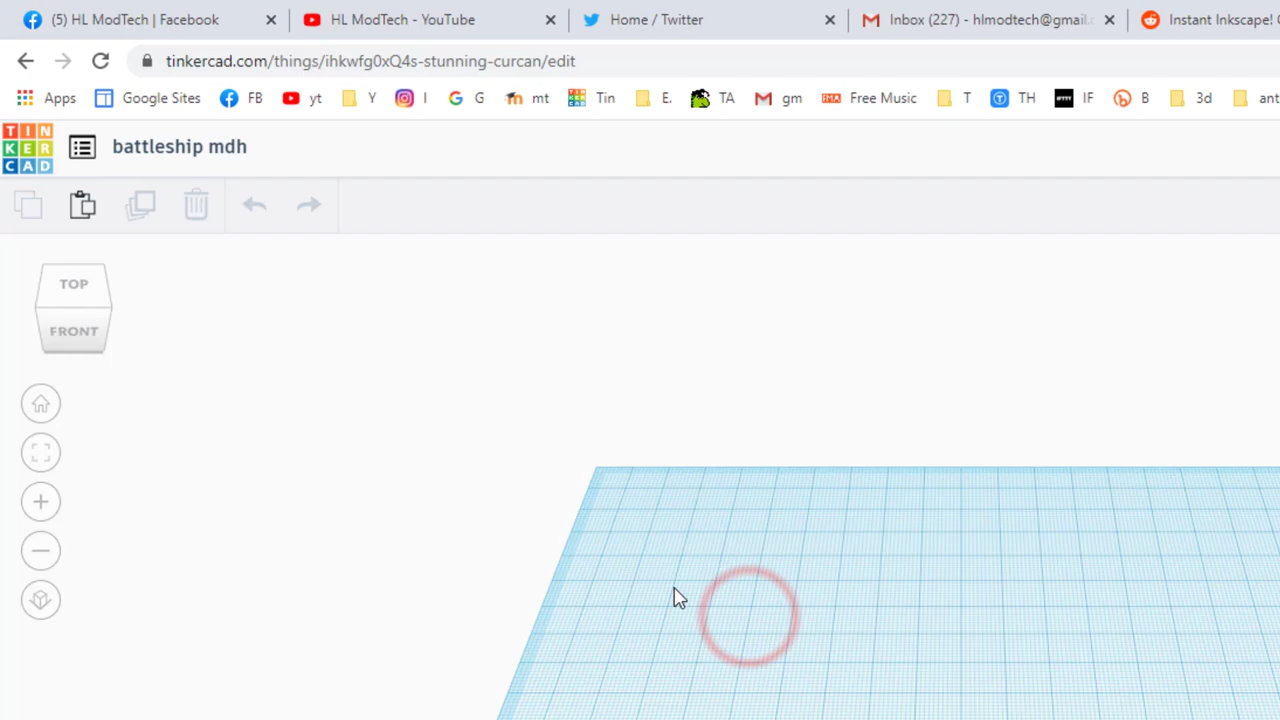 (5) HL ModTech | Facebook
HL ModTech - YouTube
Home / Twitter
Inbox (227) - hlmodtech@gmail.
Instant Inkscape!
tinkercad.com/things/ihkwfg0xQ4s-stunning-curcan/edit
Apps
Google Sites
FB
yt
Y
I
G
mt
Tin
E.
TA
gm
Free Music
T
TH
IF
B
3d
ant
TIN
KER
CAD
battleship mdh
TOP
FRONT